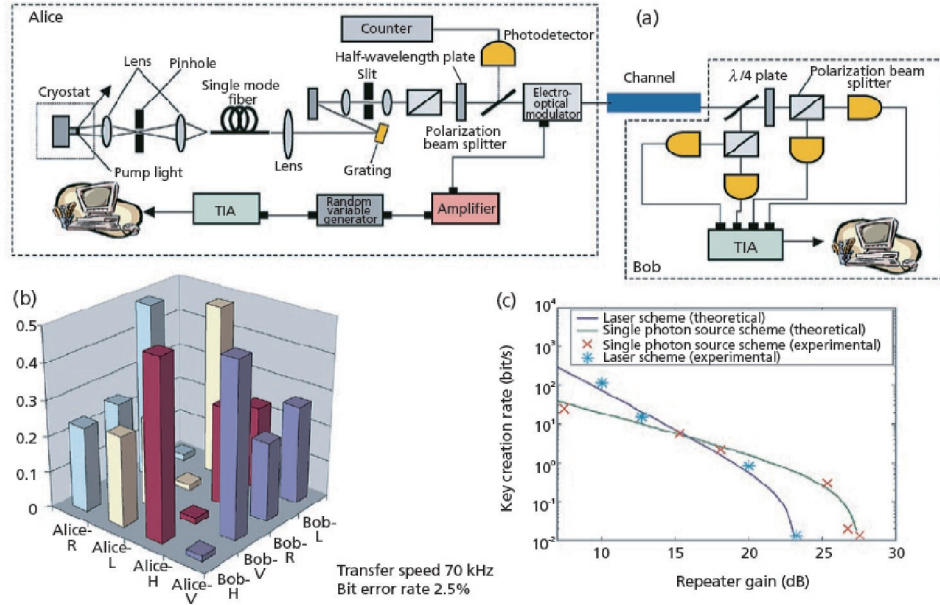 Alice
(a)
Counter
Photodetector
Lens
Pinhole
Half-wavelength plate
Slit
Cryostat
Single mode
fiber
Electro-
optical
modulator
Channel
λ/4 plate
Polarization beam
splitter
Pump light
Lens
Grating
Polarization
beam splitter
TIA
Random
variable
generator
Amplifier
TIA
Bob
(b)
0.5
0.4
0.3
0.2
0.1
0
Alice-
R
Alice-
L
Alice-
H
Alice-
V
Bob-
H
Bob-
V
Bob-
R
Bob-
L
Transfer speed 70 kHz
Bit error rate 2.5%
(c)
Key creation rate (bit/s)
10⁴
10³
10²
10¹
10⁰
10⁻¹
10⁻²
Laser scheme (theoretical)
Single photon source scheme (theoretical)
Single photon source scheme (experimental)
Laser scheme (experimental)
10
15
20
25
30
Repeater gain (dB)